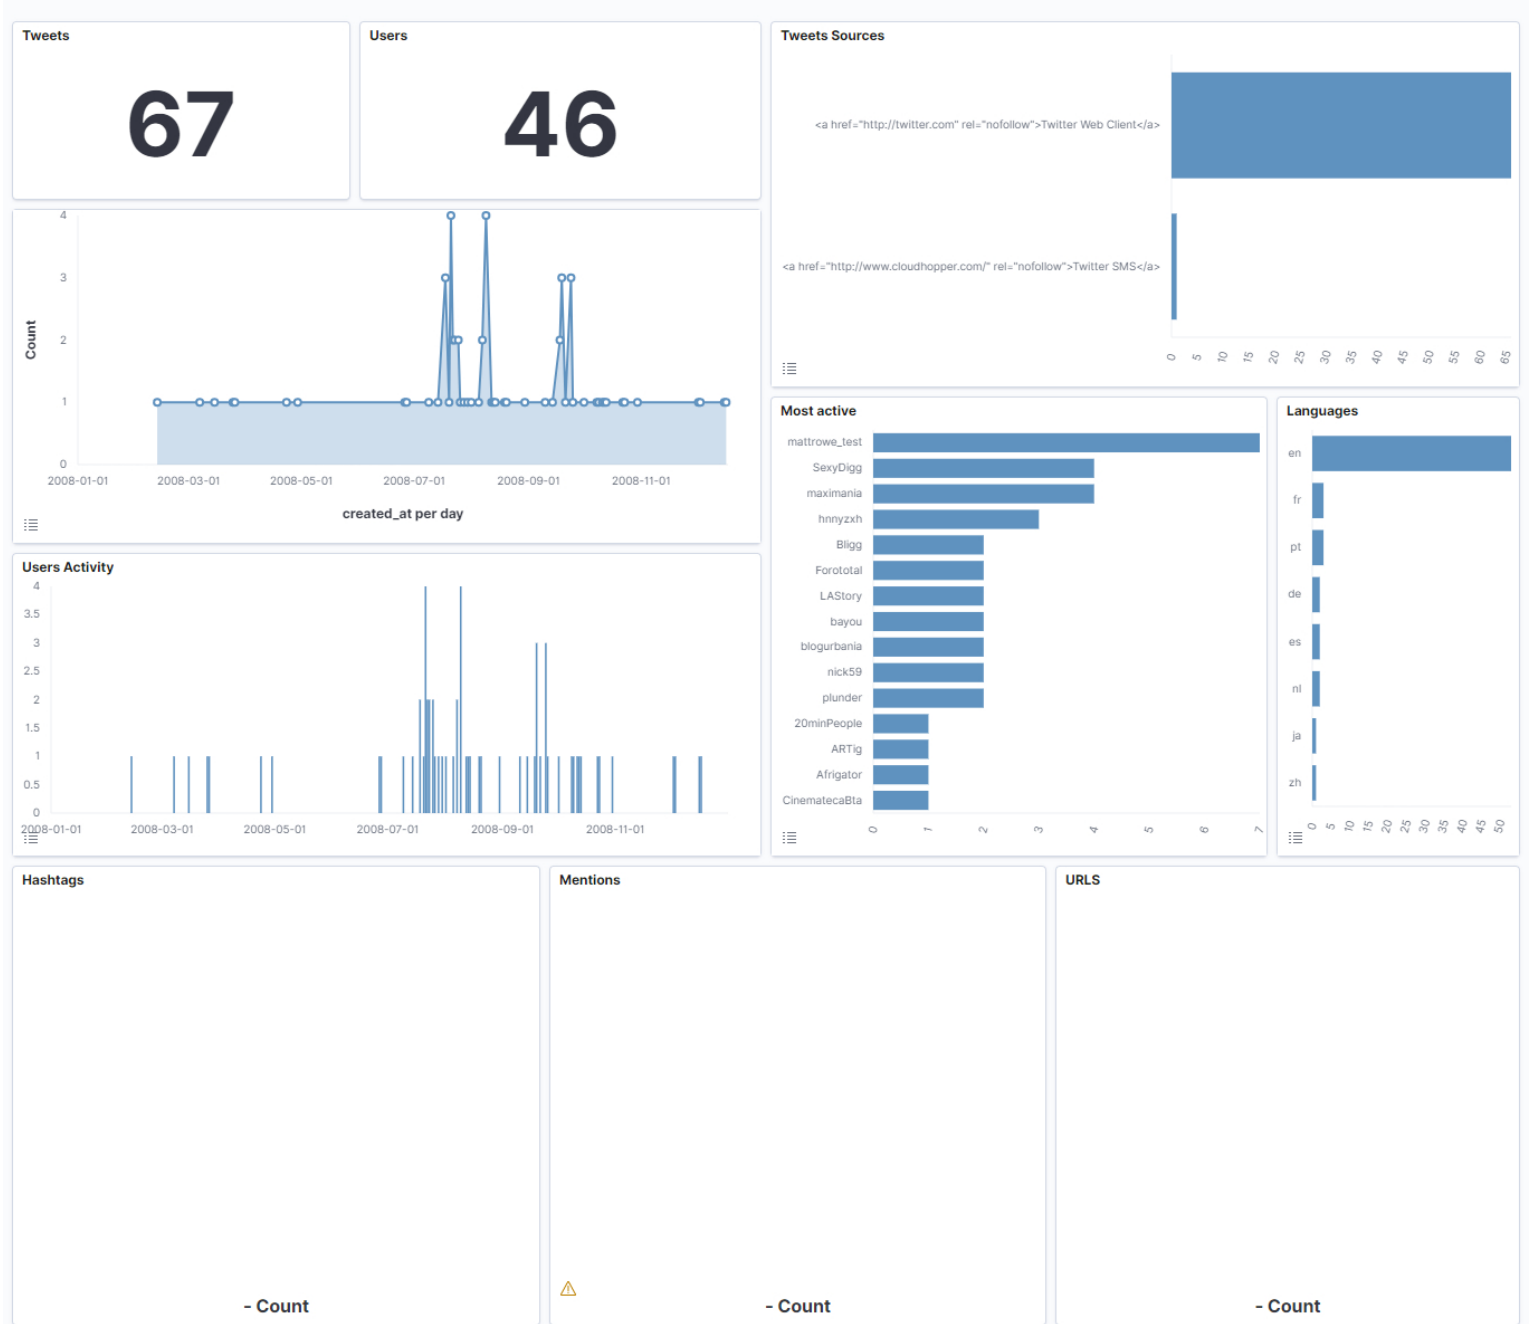 Tweets
67
Users
46
Tweets Sources
<a href="http://twitter.com" rel="nofollow">Twitter Web Client</a>
<a href="http://www.cloudhopper.com/" rel="nofollow">Twitter SMS</a>
0 5 10 15 20 25 30 35 40 45 50 55 60 65
4
3
2
1
0
Count
2008-01-01 2008-03-01 2008-05-01 2008-07-01 2008-09-01 2008-11-01
created_at per day
Users Activity
4
3.5
3
2.5
2
1.5
1
0.5
0
2008-01-01 2008-03-01 2008-05-01 2008-07-01 2008-09-01 2008-11-01
Most active
mattrowe_test
SexyDigg
maximania
hnnyzxh
Bligg
Forototal
LAStory
bayou
blogurbania
nick59
plunder
20minPeople
ARTig
Afrigator
CinematecaBta
0 1 2 3 4 5 6 7
Languages
en
fr
pt
de
es
nl
ja
zh
0 5 10 15 20 25 30 35 40 45 50
Hashtags
- Count
Mentions
- Count
URLS
- Count